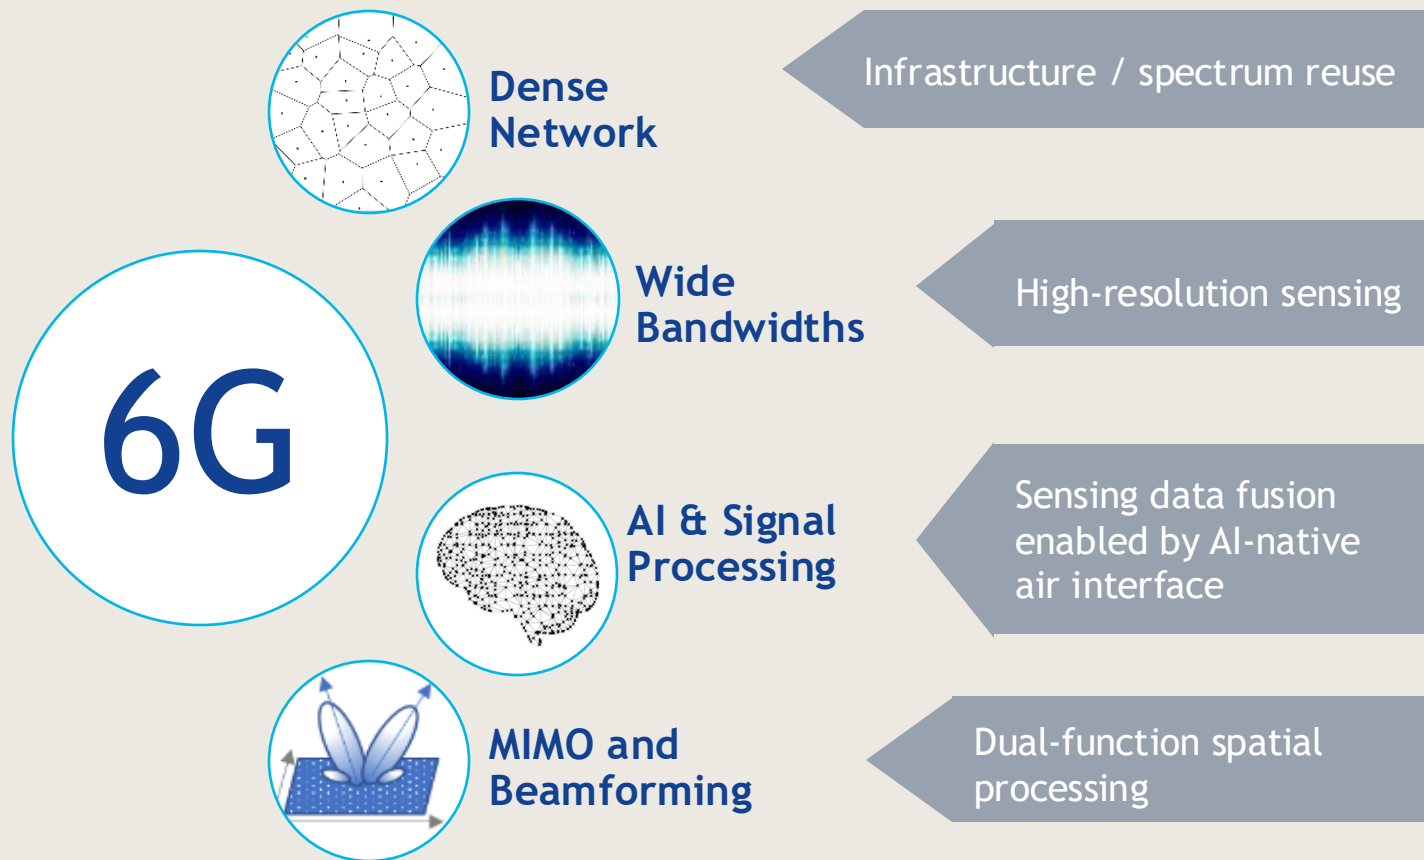 Dense
Network
Infrastructure / spectrum reuse
Wide
Bandwidths
High-resolution sensing
6G
AI & Signal
Processing
Sensing data fusion
enabled by AI-native
air interface
MIMO and
Beamforming
Dual-function spatial
processing